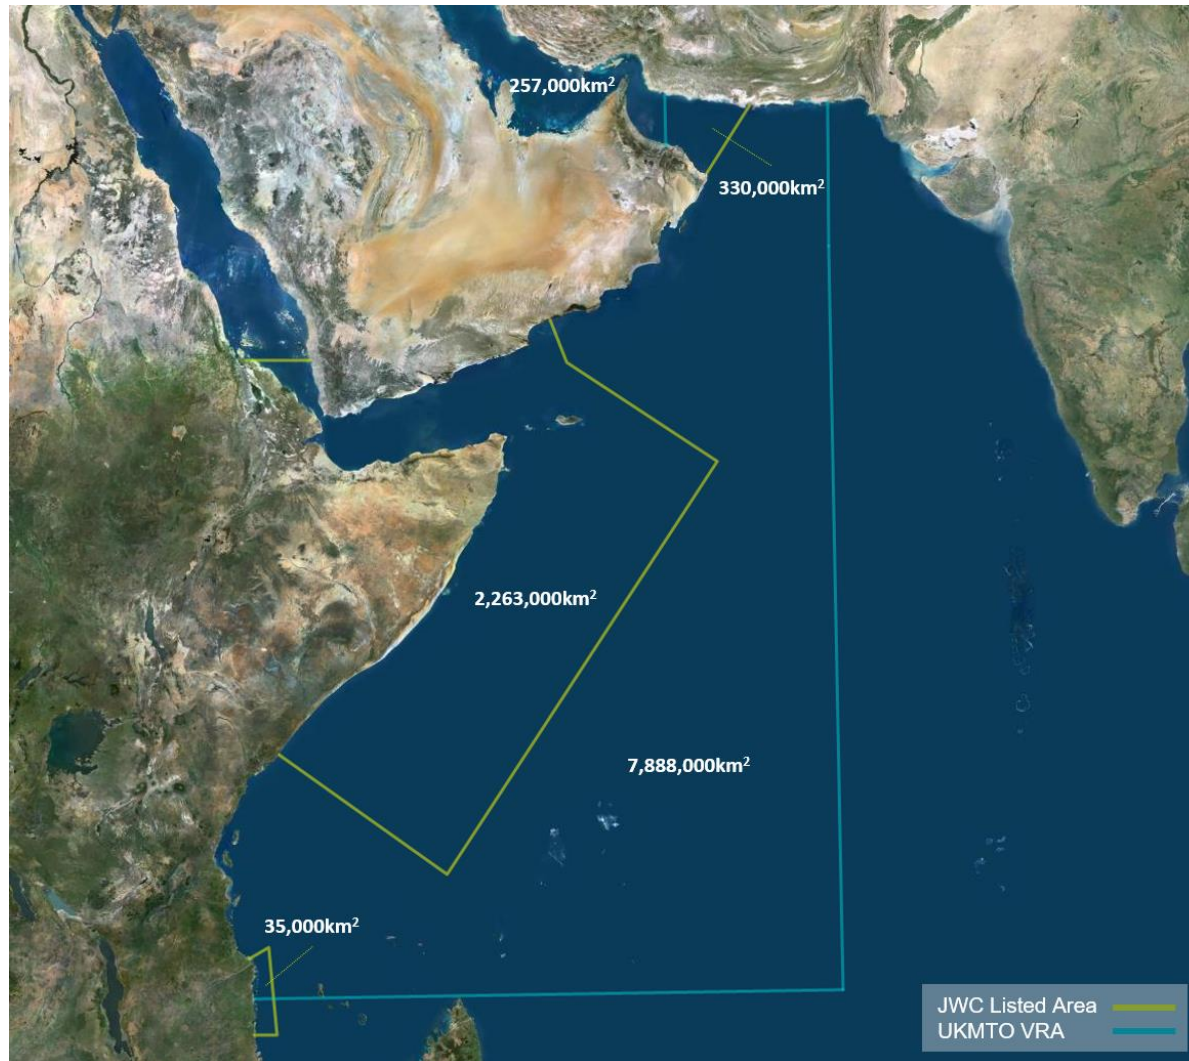 257,000km²
330,000km²
2,263,000km²
7,888,000km²
35,000km²
JWC Listed Area
UKMTO VRA